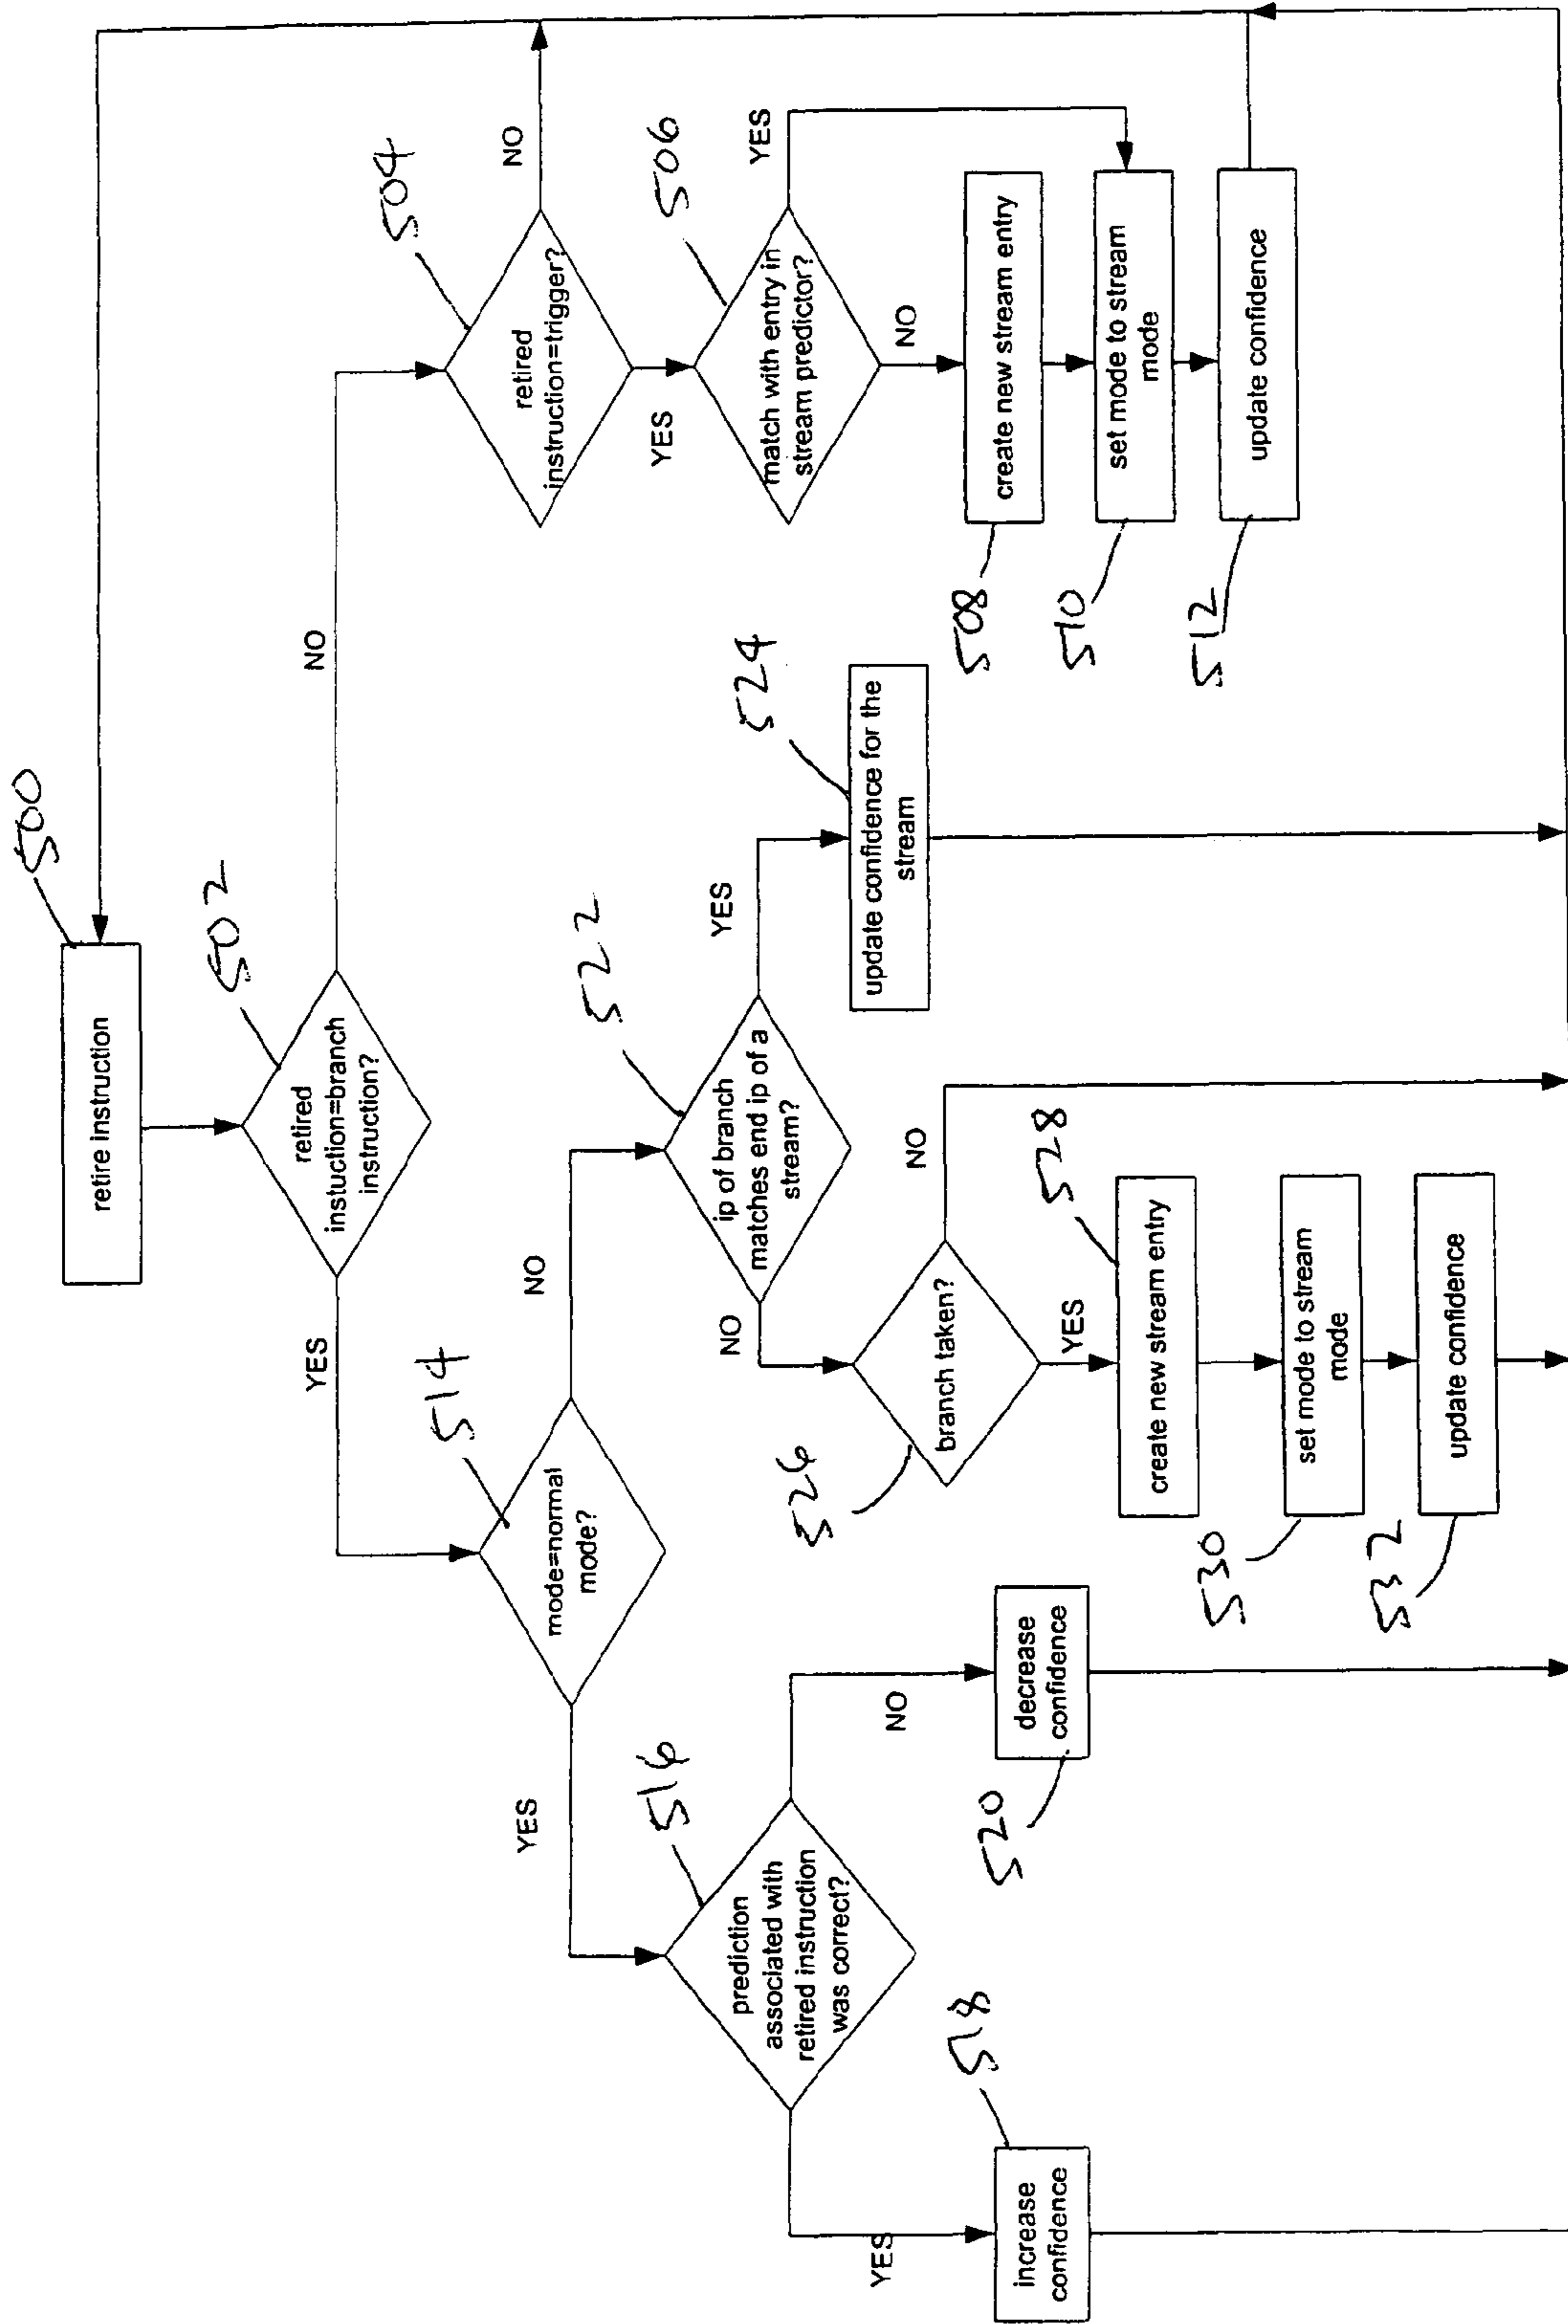 500
retire instruction
502
retired
instuction=branch
instruction?
YES
NO
504
retired
instruction=trigger?
NO
YES
506
match with entry in
stream predictor?
YES
NO
508
create new stream entry
510
set mode to stream
mode
512
update confidence
514
mode=normal
mode?
YES
NO
516
prediction
associated with
retired instruction
was correct?
YES
NO
518
increase
confidence
520
decrease
confidence
522
ip of branch
matches end ip of a
stream?
YES
NO
524
update confidence for the
stream
526
branch taken?
NO
YES
528
create new stream entry
530
set mode to stream
mode
532
update confidence